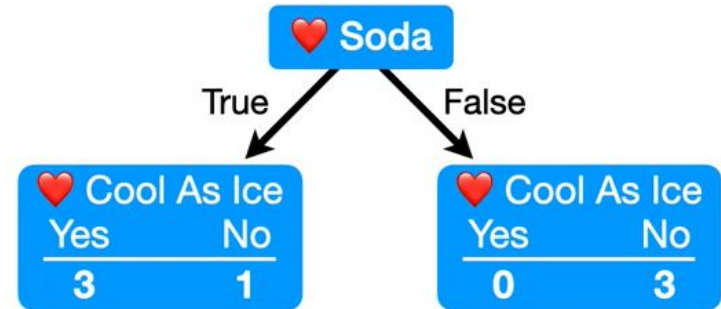 ❤️ Soda
True False
❤️ Cool As Ice ❤️ Cool As Ice
Yes No Yes No
3 1 0 3